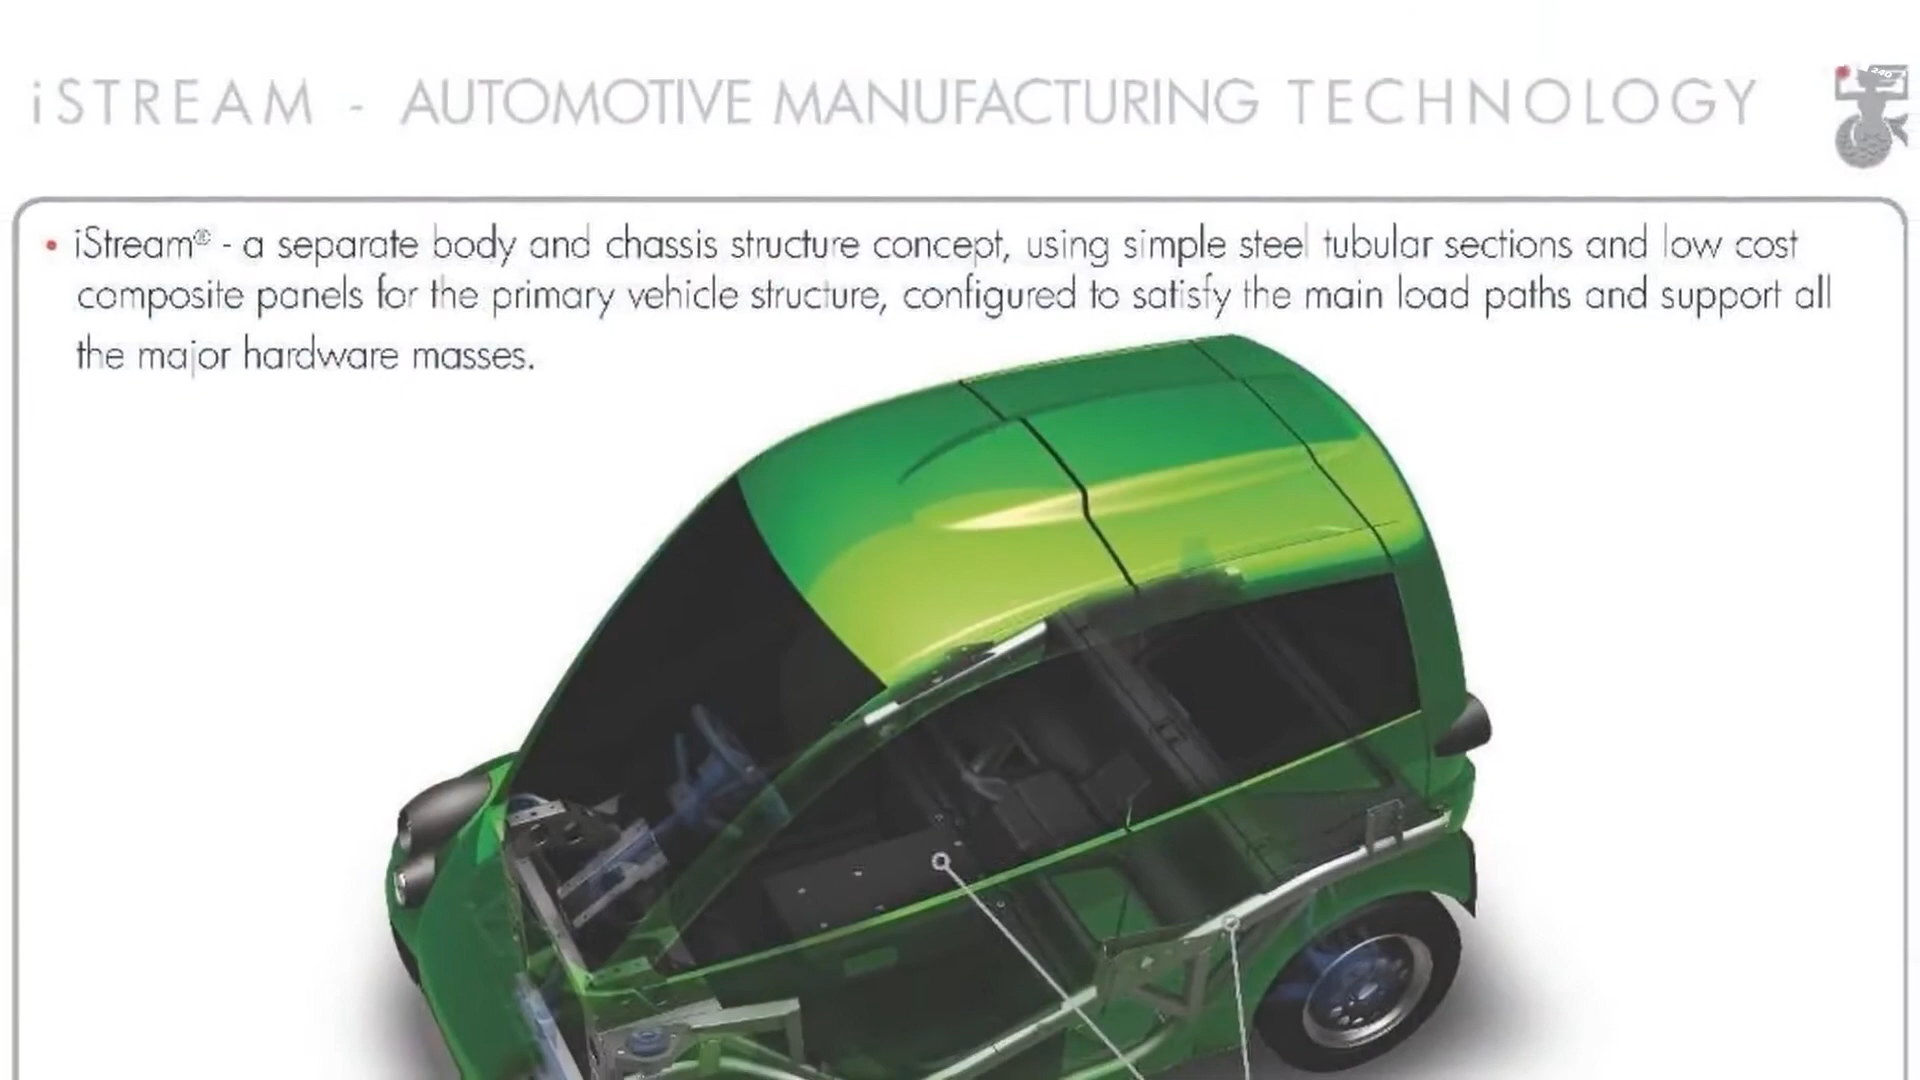 iSTREAM - AUTOMOTIVE MANUFACTURING TECHNOLOGY
240
• iStream® - a separate body and chassis structure concept, using simple steel tubular sections and low cost
composite panels for the primary vehicle structure, configured to satisfy the main load paths and support all
the major hardware masses.